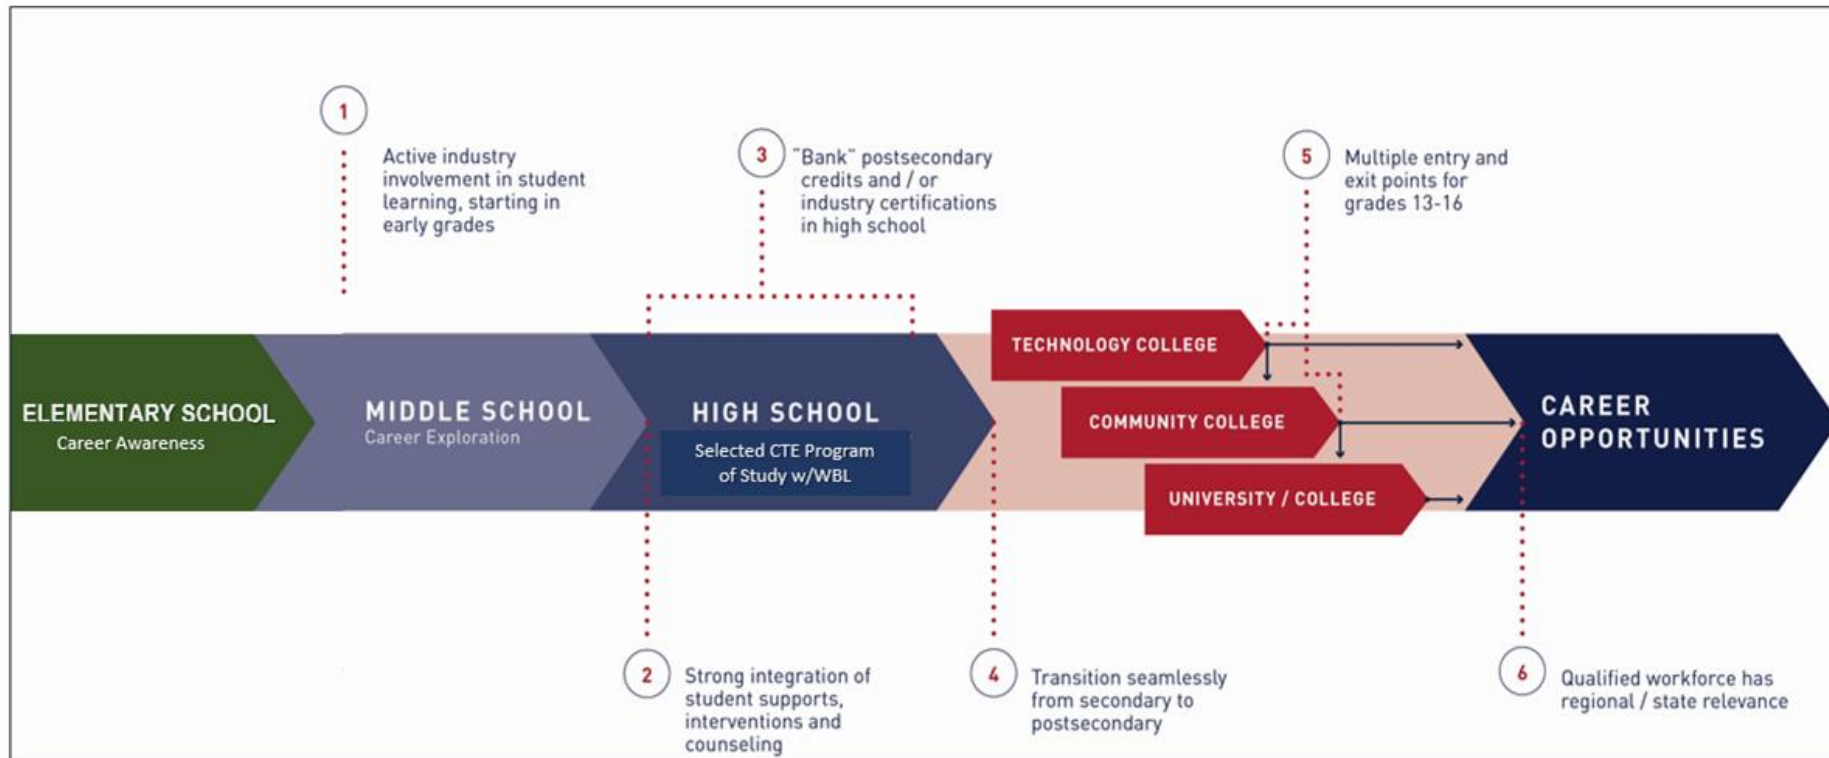 1
Active industry
involvement in student
learning, starting in
early grades
3
"Bank" postsecondary
credits and / or
industry certifications
in high school
5
Multiple entry and
exit points for
grades 13-16
ELEMENTARY SCHOOL
Career Awareness
MIDDLE SCHOOL
Career Exploration
HIGH SCHOOL
Selected CTE Program
of Study w/WBL
TECHNOLOGY COLLEGE
COMMUNITY COLLEGE
UNIVERSITY / COLLEGE
CAREER
OPPORTUNITIES
2
Strong integration of
student supports,
interventions and
counseling
4
Transition seamlessly
from secondary to
postsecondary
6
Qualified workforce has
regional / state relevance